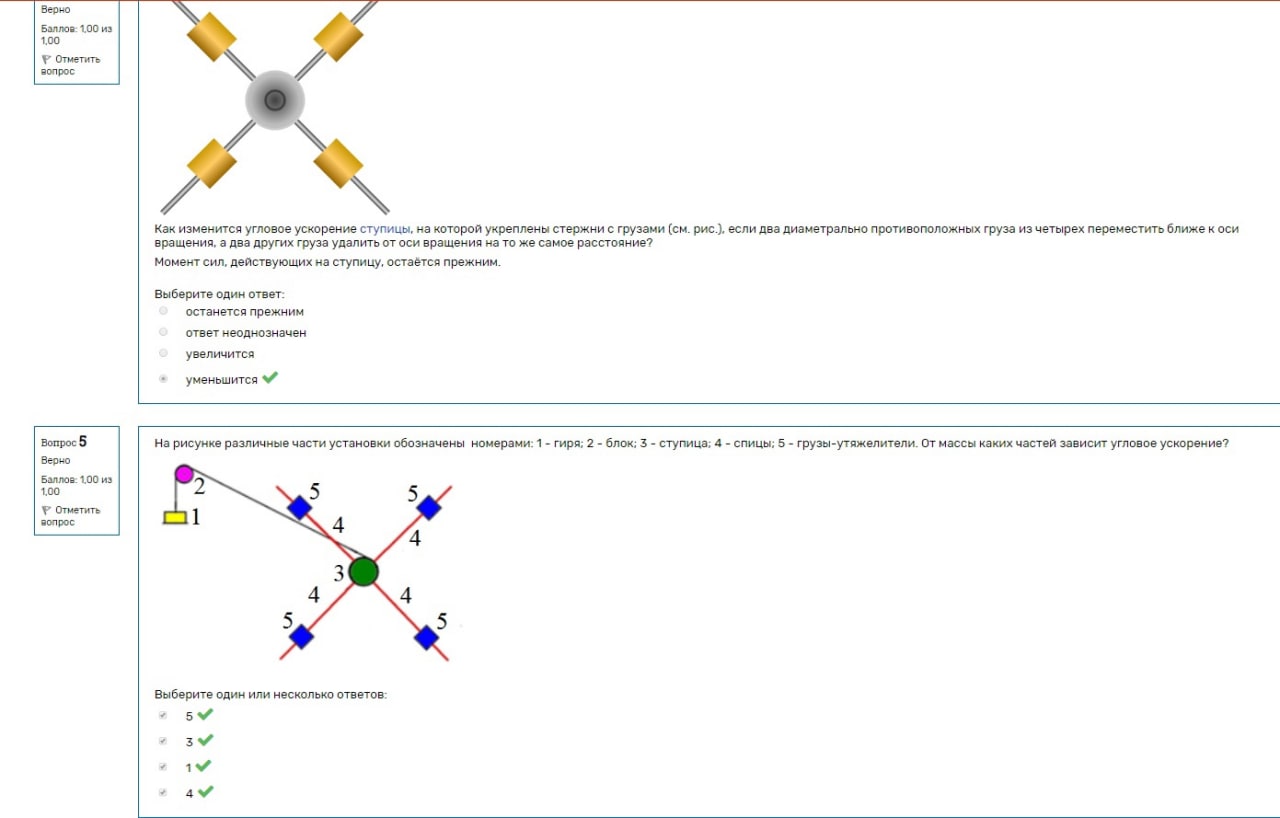 Верно
Баллов: 1,00 из
1,00
Отметить
вопрос
Как изменится угловое ускорение ступицы, на которой укреплены стержни с грузами (см. рис.), если два диаметрально противоположных груза из четырех переместить ближе к оси
вращения, а два других груза удалить от оси вращения на то же самое расстояние?
Момент сил, действующих на ступицу, остаётся прежним.
Выберите один ответ:
останется прежним
ответ неоднозначен
увеличится
уменьшится
Вопрос 5
Верно
Баллов: 1,00 из
1,00
Отметить
вопрос
На рисунке различные части установки обозначены номерами: 1 - гиря; 2 - блок; 3 - ступица; 4 - спицы; 5 - грузы-утяжелители. От массы каких частей зависит угловое ускорение?
2
5
5
1
4
4
3
4
4
5
5
Выберите один или несколько ответов:
5
3
1
4